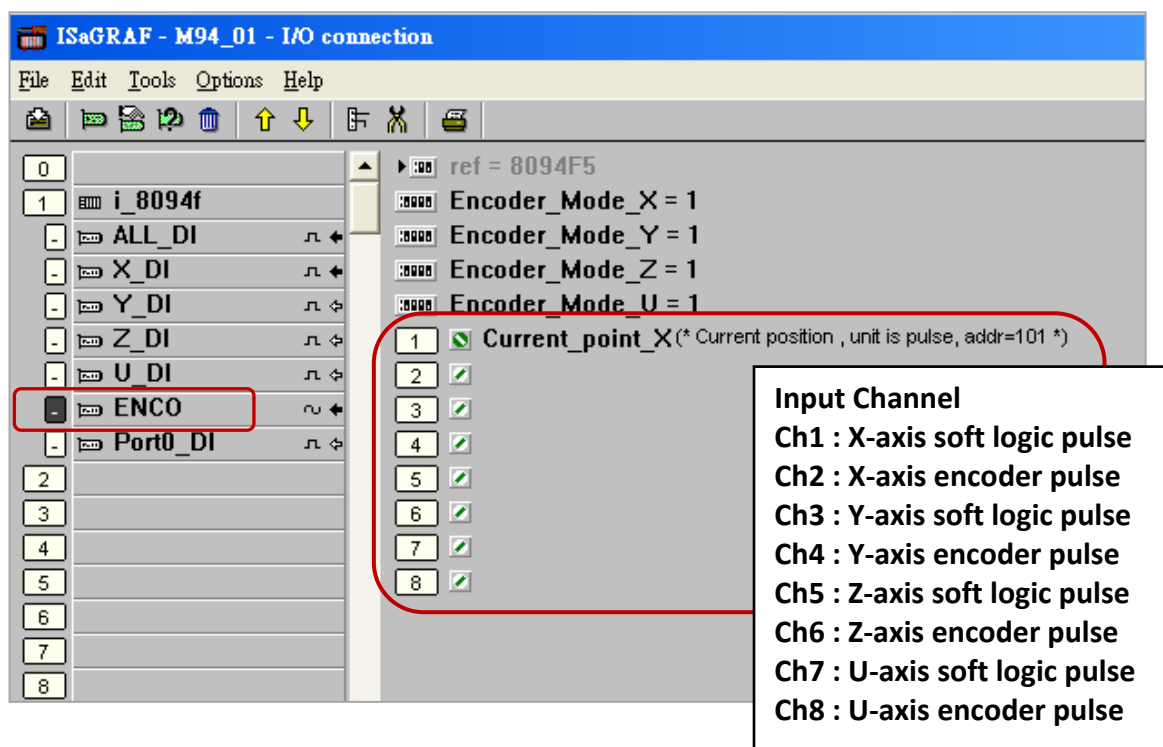 ISaGRAF - M94_01 - I/O connection
File Edit Tools Options Help
0
1 i_8094f
- ALL_DI
- X_DI
- Y_DI
- Z_DI
- U_DI
- ENCO
- Port0_DI
2
3
4
5
6
7
8
ref = 8094F5
Encoder_Mode_X = 1
Encoder_Mode_Y = 1
Encoder_Mode_Z = 1
Encoder_Mode_U = 1
1 Current_point_X (* Current position , unit is pulse, addr=101 *)
2
3
4
5
6
7
8
Input Channel
Ch1 : X-axis soft logic pulse
Ch2 : X-axis encoder pulse
Ch3 : Y-axis soft logic pulse
Ch4 : Y-axis encoder pulse
Ch5 : Z-axis soft logic pulse
Ch6 : Z-axis encoder pulse
Ch7 : U-axis soft logic pulse
Ch8 : U-axis encoder pulse